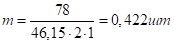 m = 78 / 46,15 · 2 · 1 = 0,422шт